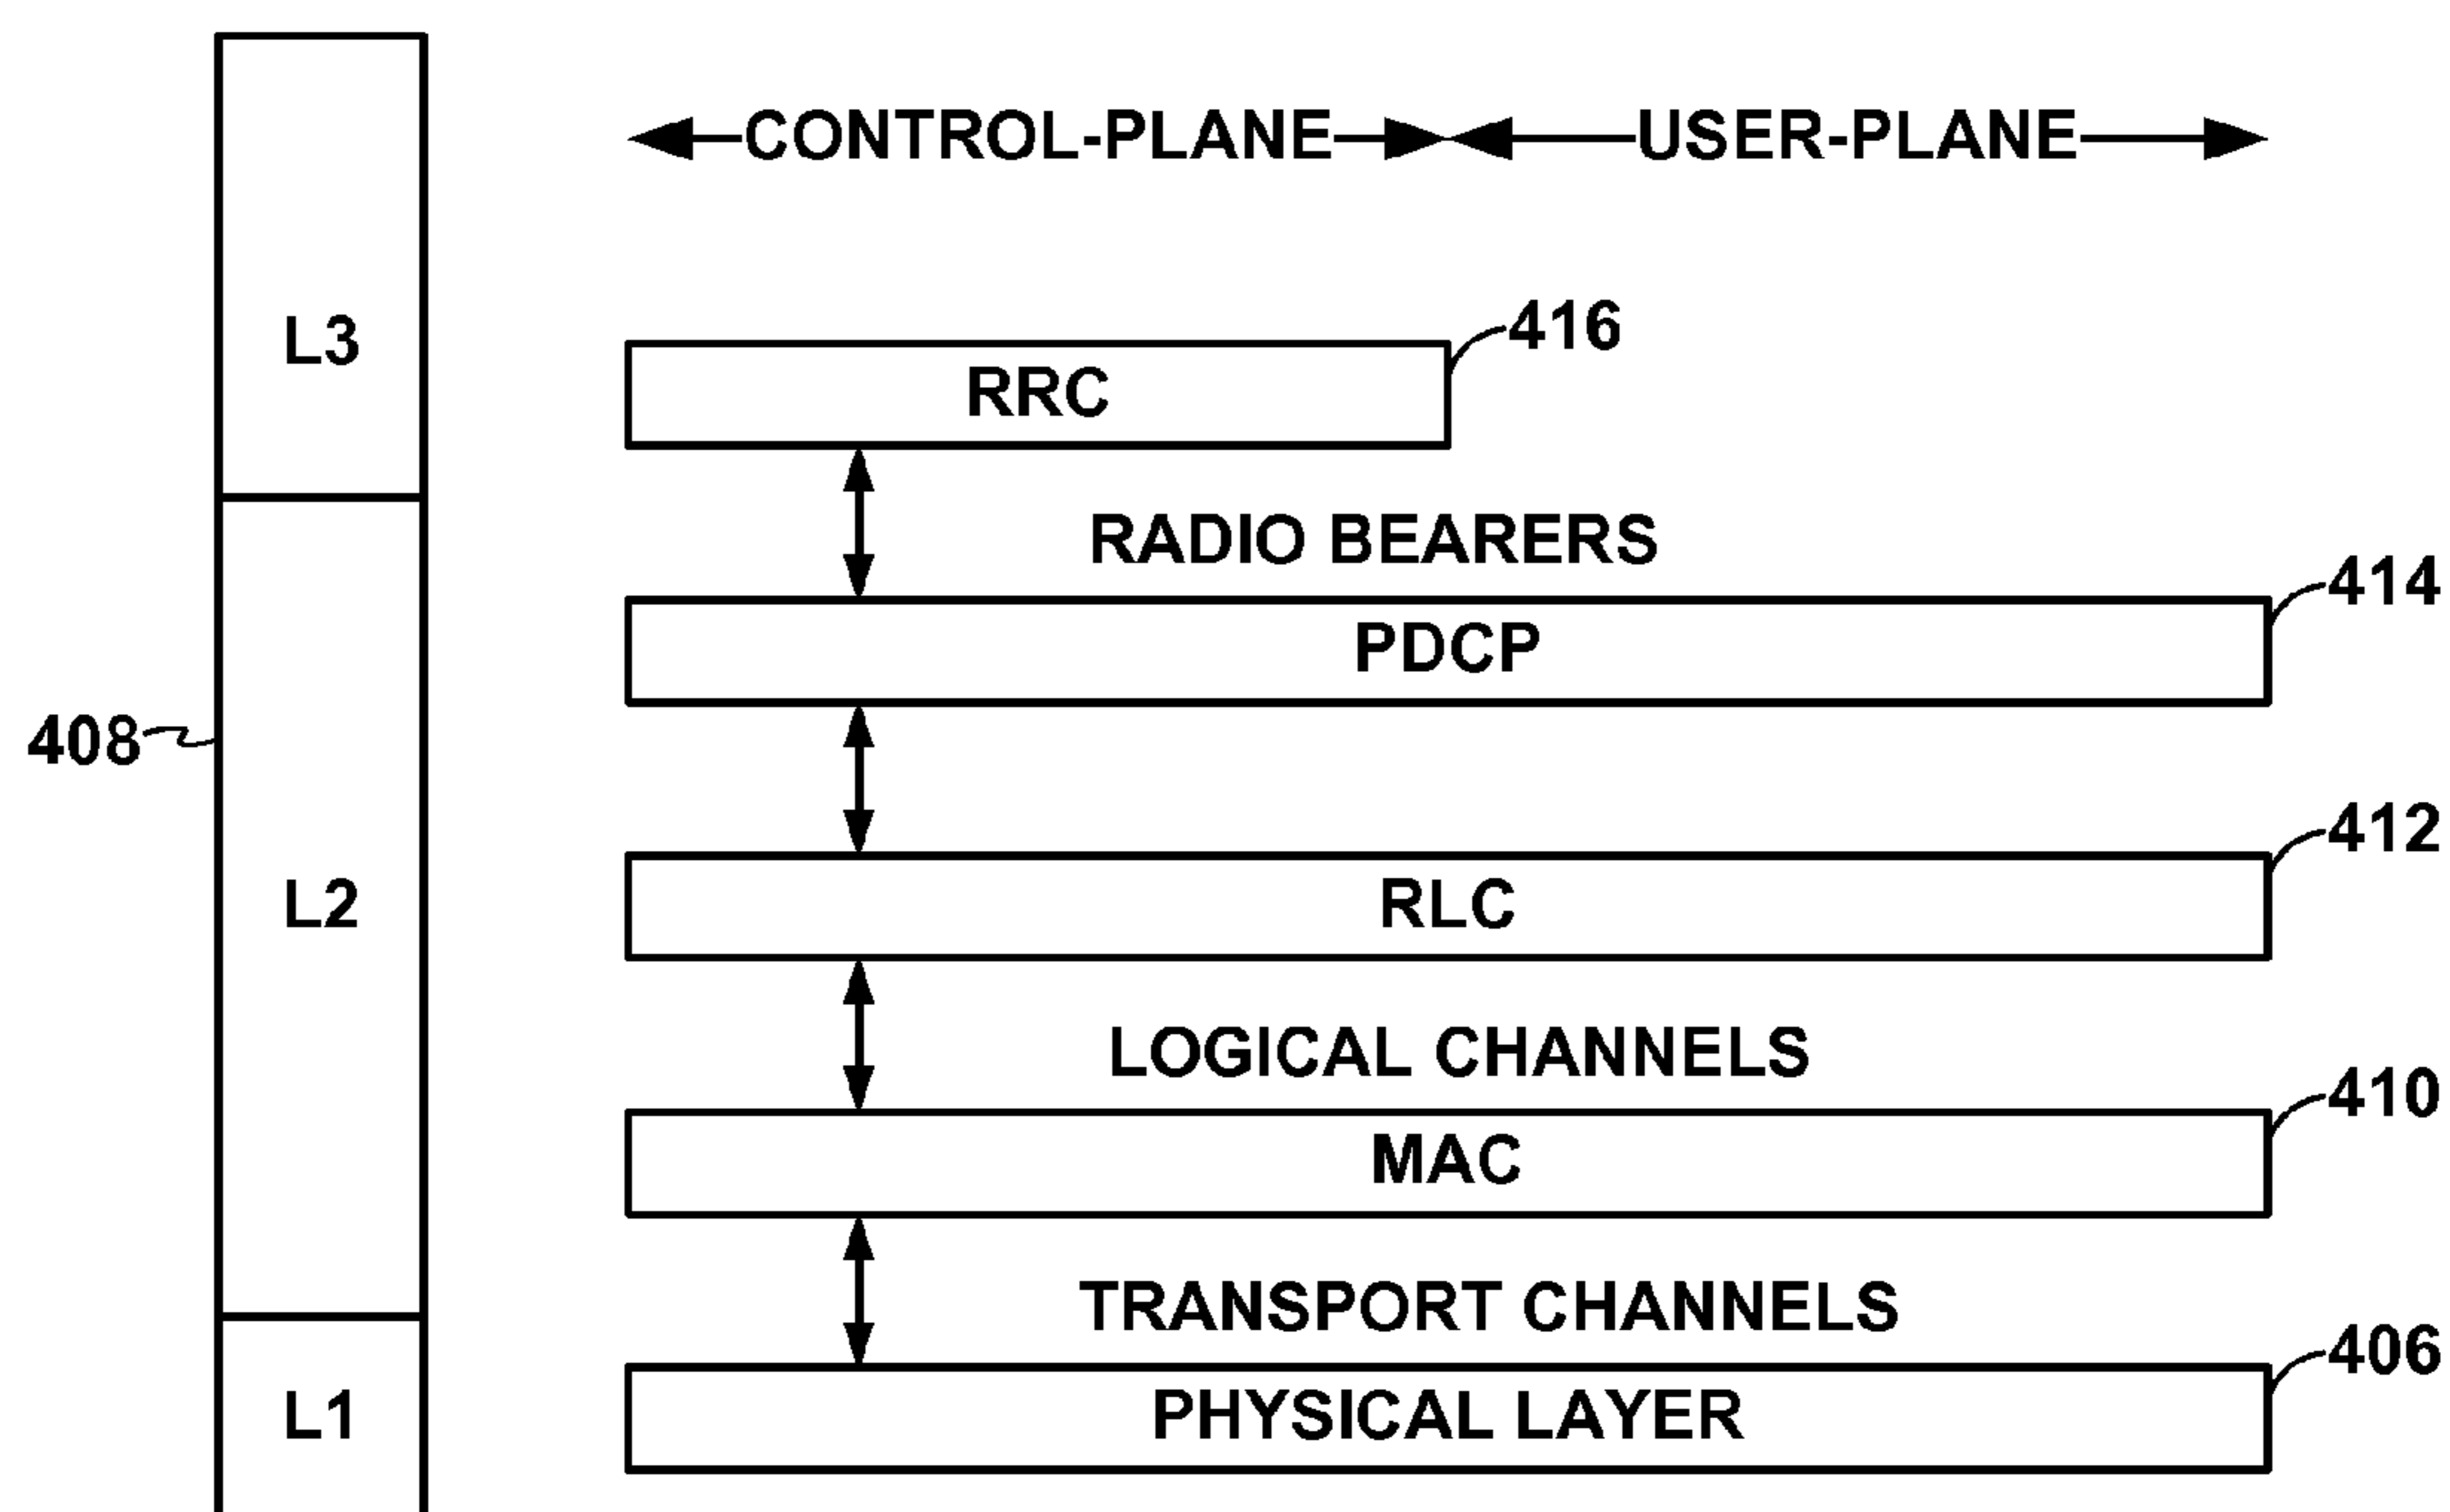 CONTROL-PLANE USER-PLANE
L3
416
RRC
RADIO BEARERS
414
PDCP
408
412
L2
RLC
LOGICAL CHANNELS
410
MAC
TRANSPORT CHANNELS
406
L1
PHYSICAL LAYER